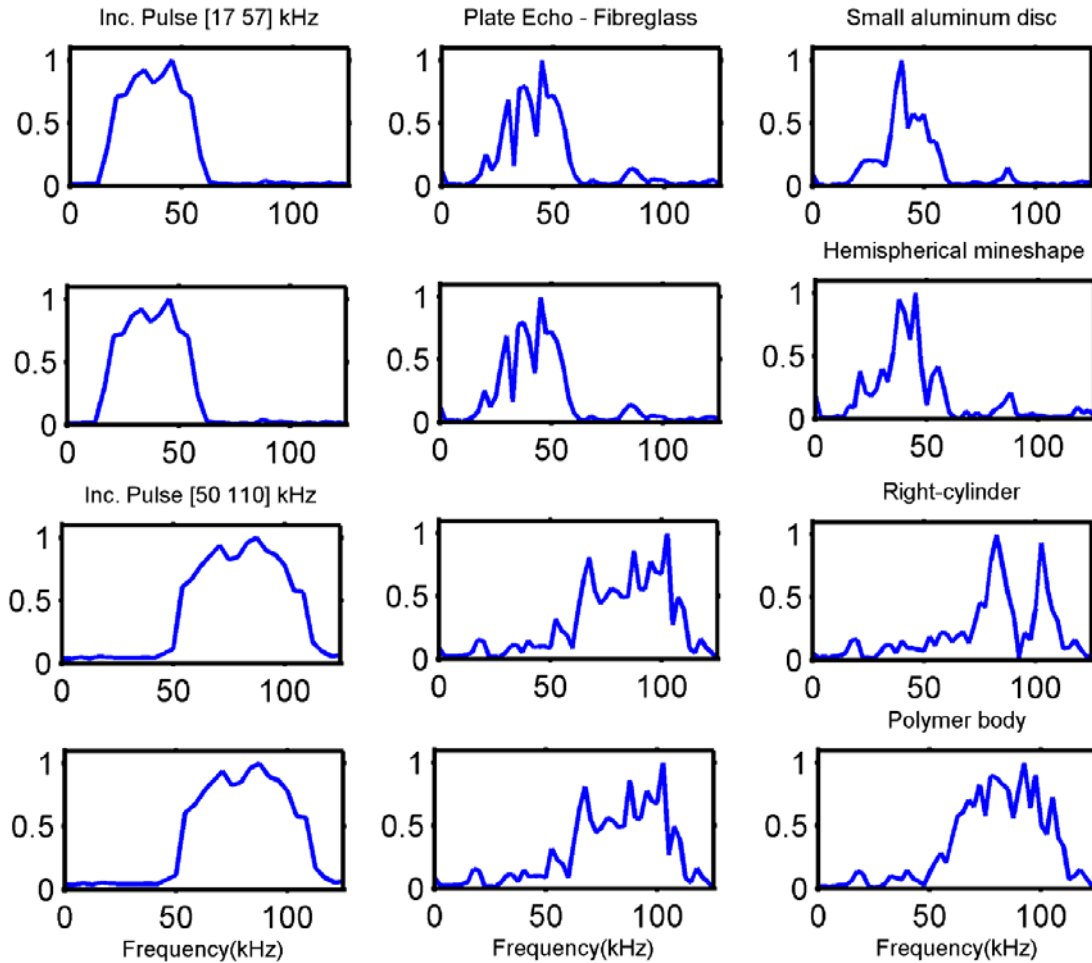 Inc. Pulse [17 57] kHz Plate Echo - Fibreglass Small aluminum disc
1 1 1
0.5 0.5 0.5
0 0 0
0 50 100 0 50 100 0 50 100
Hemispherical mineshape
1 1 1
0.5 0.5 0.5
0 0 0
0 50 100 0 50 100 0 50 100
Inc. Pulse [50 110] kHz Right-cylinder
1 1 1
0.5 0.5 0.5
0 0 0
0 50 100 0 50 100 0 50 100
Polymer body
1 1 1
0.5 0.5 0.5
0 0 0
0 50 100 0 50 100 0 50 100
Frequency(kHz) Frequency(kHz) Frequency(kHz)